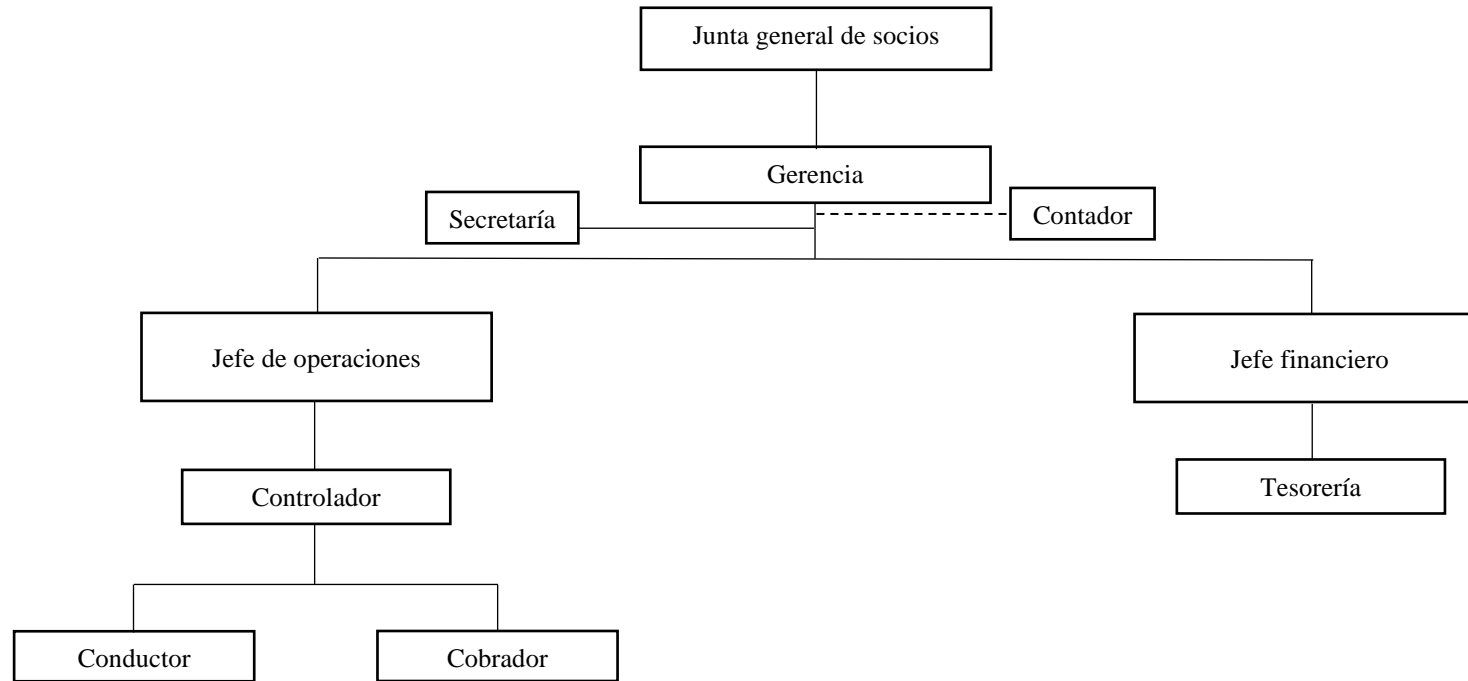 Junta general de socios
Gerencia
Secretaría
Contador
Jefe de operaciones
Jefe financiero
Controlador
Tesorería
Conductor
Cobrador